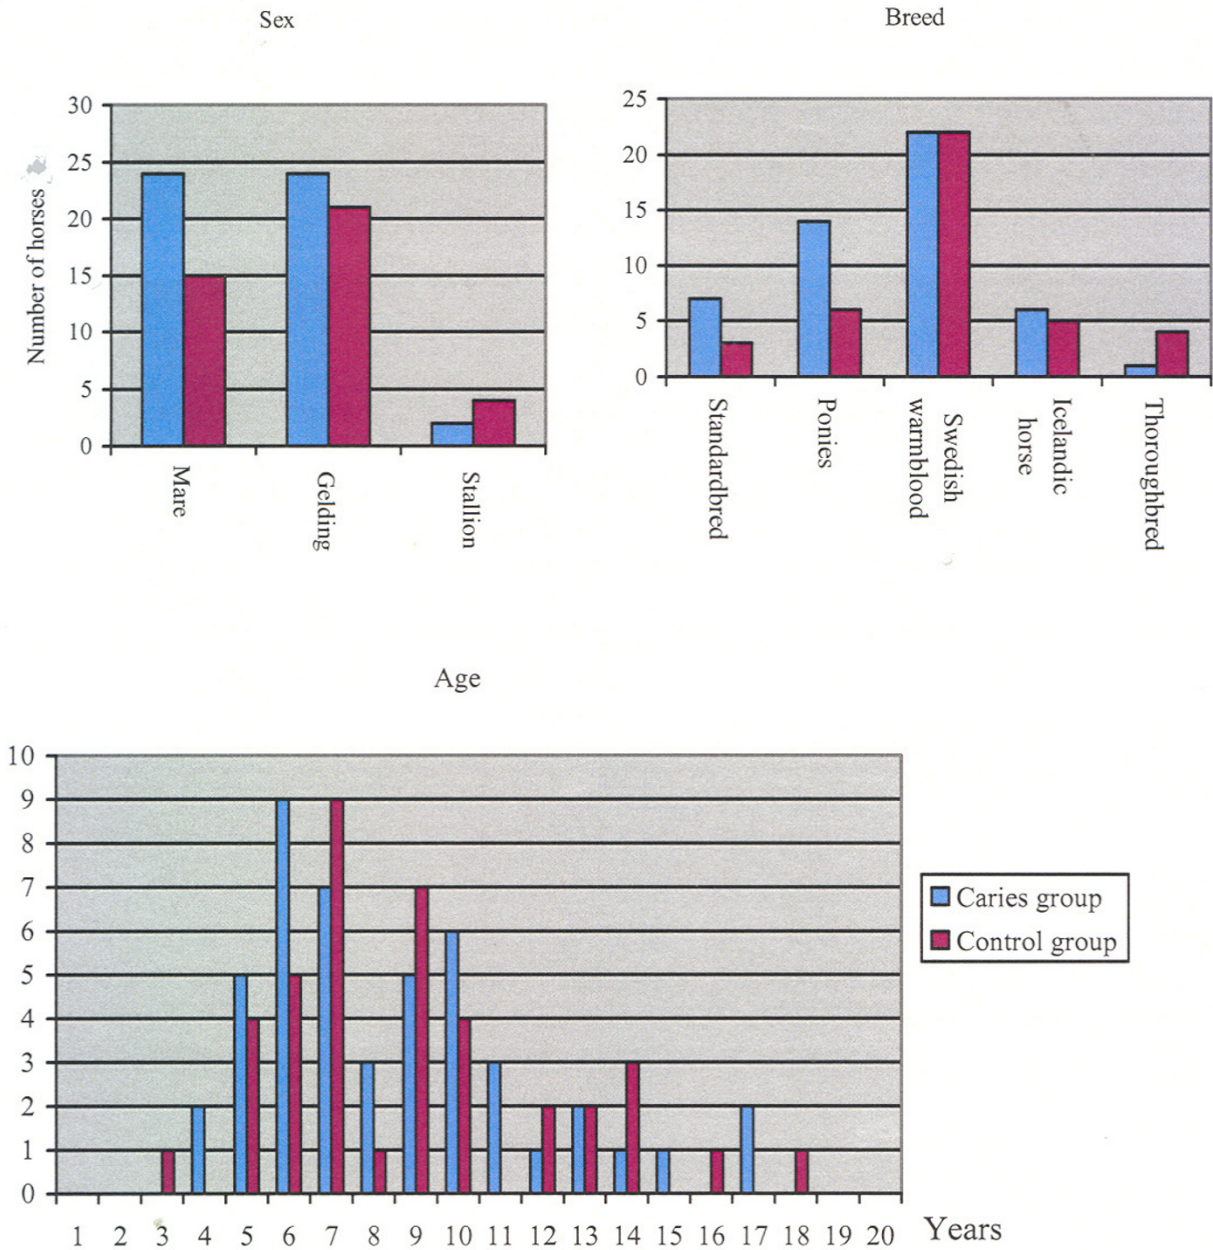 Sex
Number of horses
30
25
20
15
10
5
0
Mare
Gelding
Stallion
Breed
25
20
15
10
5
0
Standardbred
Ponies
Swedish
warmblood
Icelandic
horse
Thoroughbred
Age
10
9
8
7
6
5
4
3
2
1
0
1 2 3 4 5 6 7 8 9 10 11 12 13 14 15 16 17 18 19 20 Years
Caries group
Control group